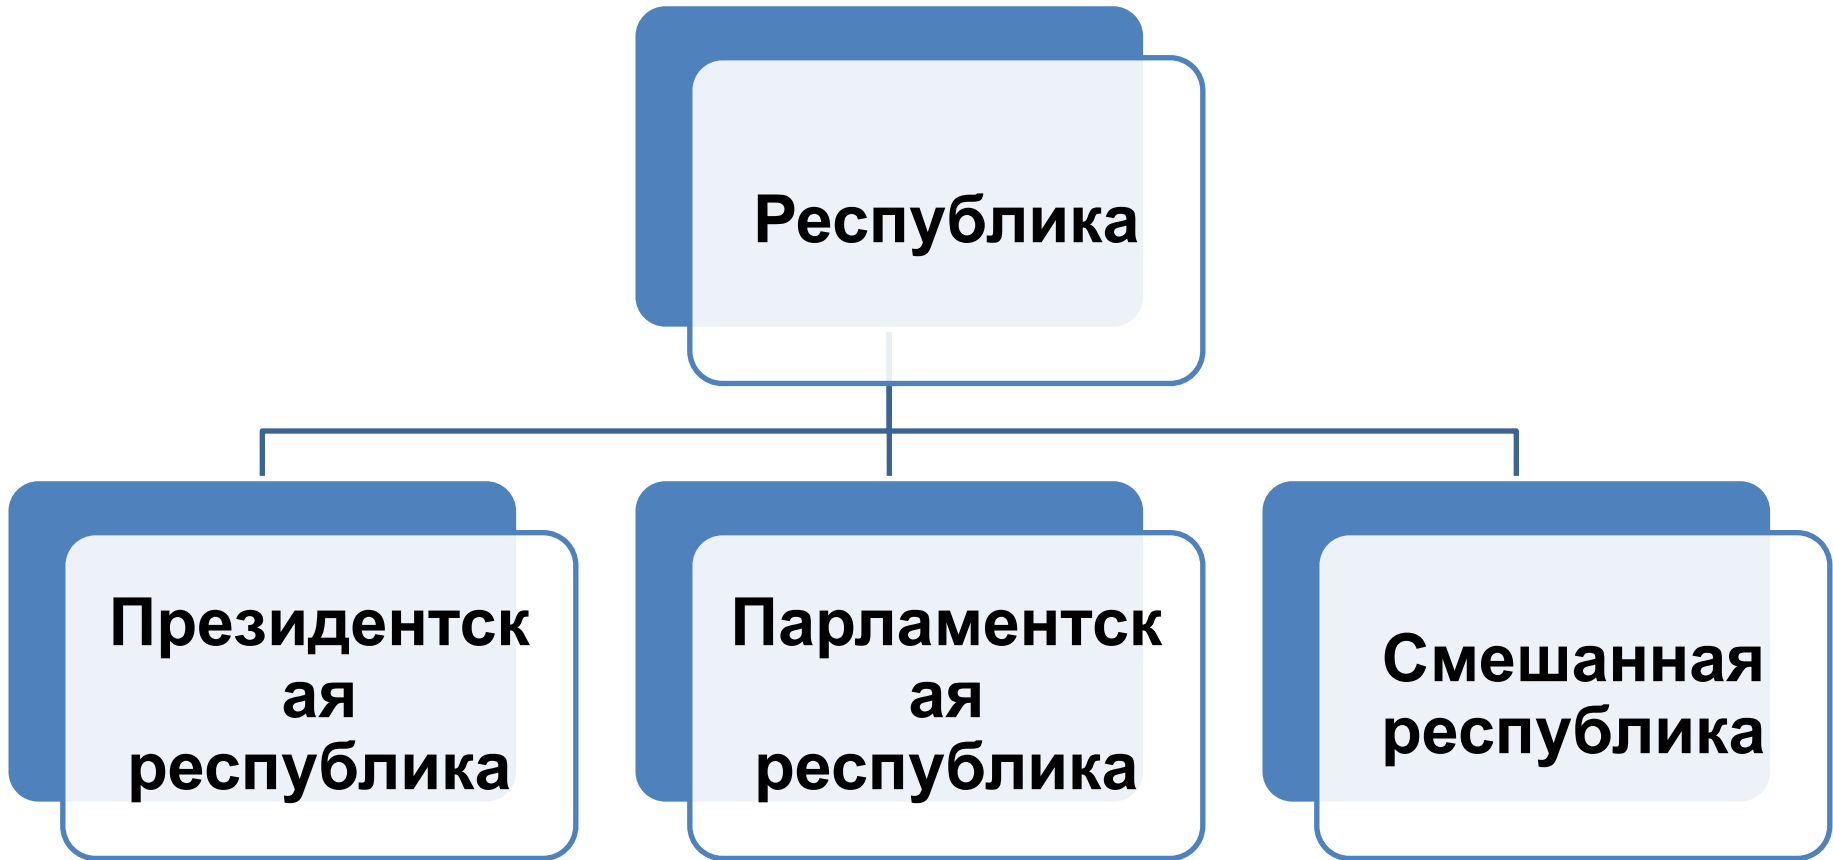 Республика
Президентск
ая
республика
Парламентск
ая
республика
Смешанная
республика